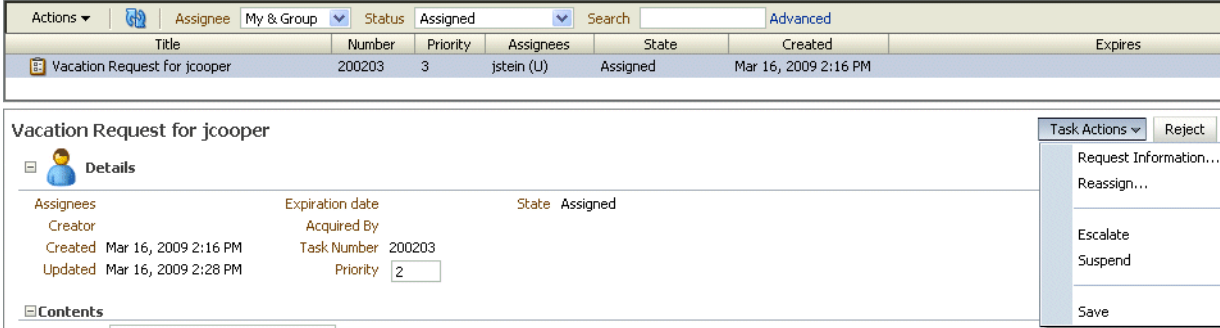 Actions Assignee My & Group Status Assigned Search Advanced
Title Number Priority Assignees State Created Expires
Vacation Request for jcooper 200203 3 jstein (U) Assigned Mar 16, 2009 2:16 PM
Vacation Request for jcooper Task Actions Reject
Request Information...
Details
Reassign...
Assignees Expiration date State Assigned
Creator Acquired By
Escalate
Created Mar 16, 2009 2:16 PM Task Number 200203
Suspend
Updated Mar 16, 2009 2:28 PM Priority 2
Contents
Save